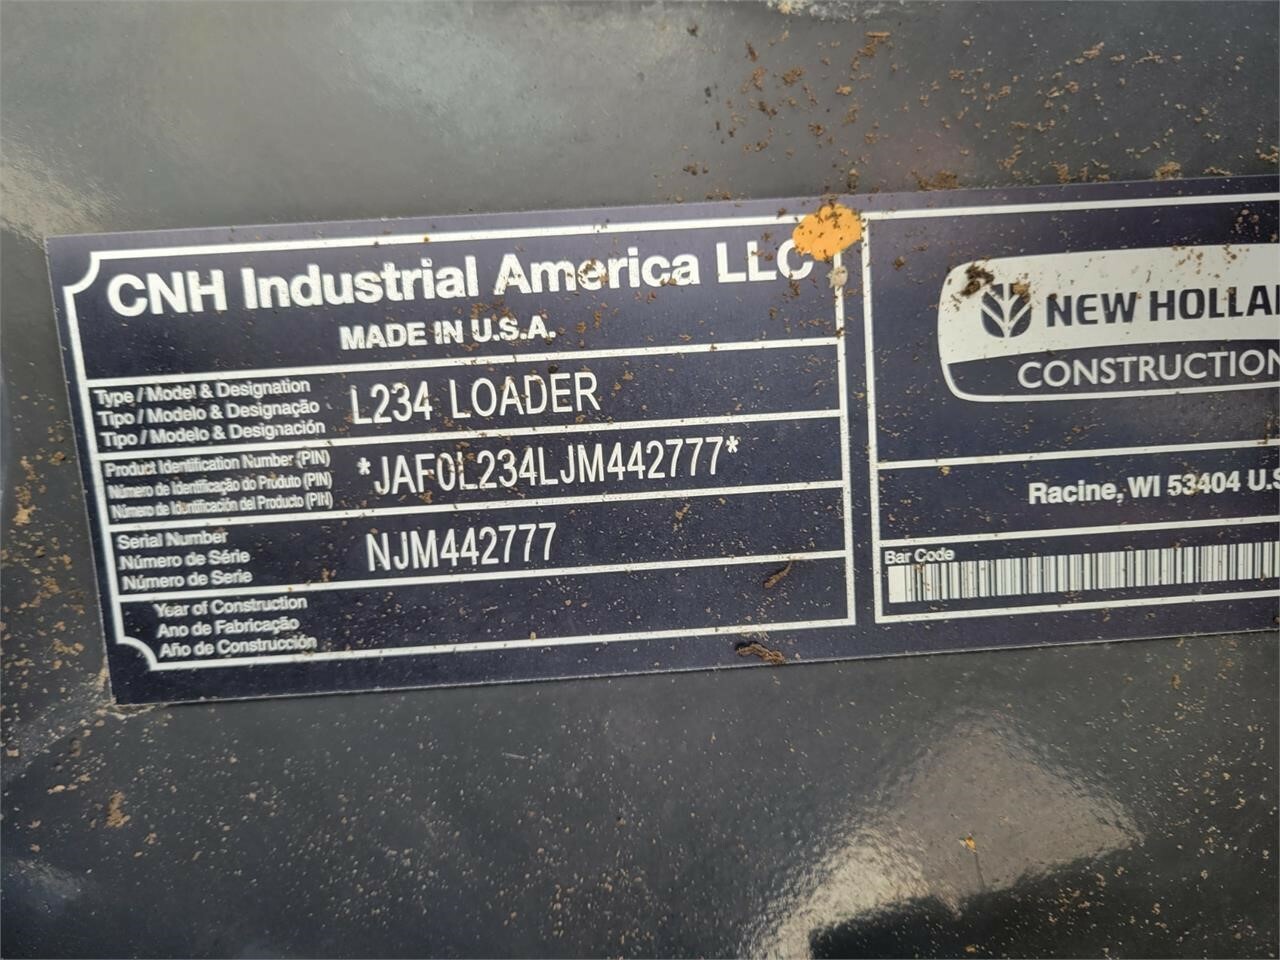 CNH Industrial America LLC
MADE IN U.S.A.
Type / Model & Designation
Tipo / Modelo & Designação
Tipo / Modelo & Designación
L234 LOADER
Product Identification Number (PIN)
Número de Identificação do Produto (PIN)
Número de Identificación del Producto (PIN)
*JAF0L234LJM442777*
Serial Number
Número de Série
Número de Serie
NJM442777
Year of Construction
Ano de Fabricação
Año de Construcción
NEW HOLLA
CONSTRUCTION
Racine, WI 53404 U.S
Bar Code